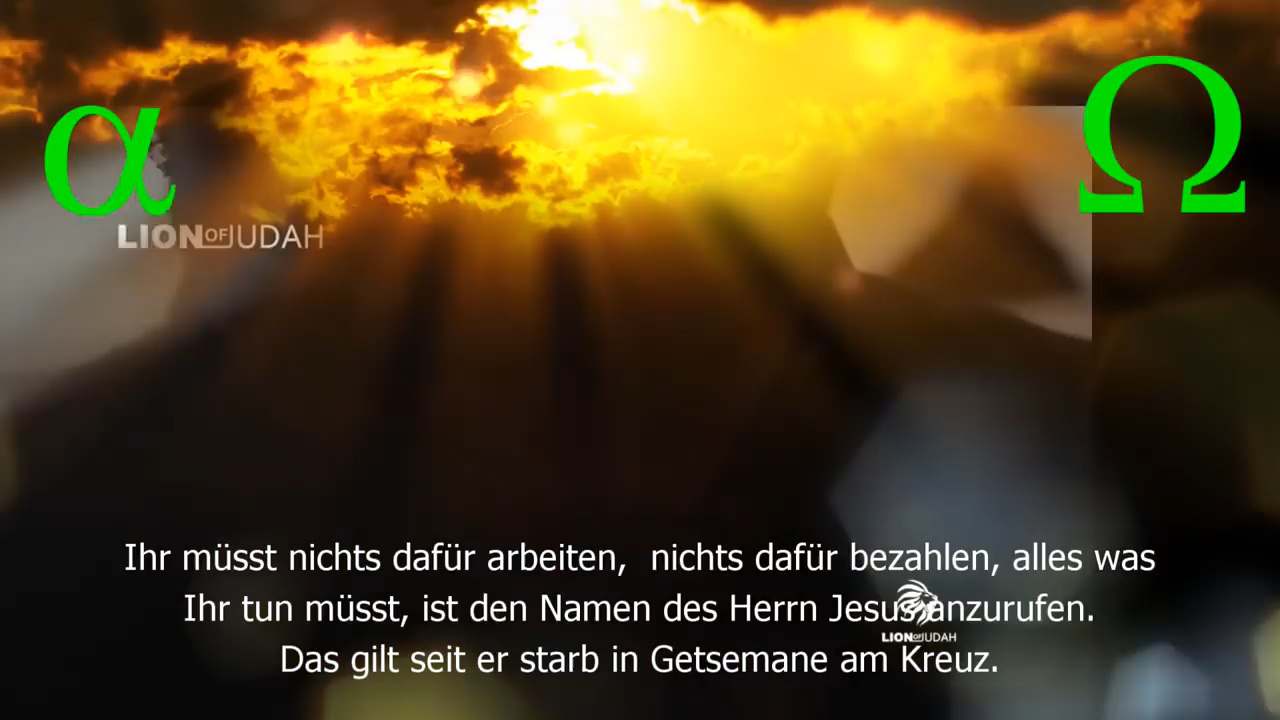 α
Ω
LION OF JUDAH
Ihr müsst nichts dafür arbeiten,  nichts dafür bezahlen, alles was
Ihr tun müsst, ist den Namen des Herrn Jesus anzurufen.
LION OF JUDAH
Das gilt seit er starb in Getsemane am Kreuz.